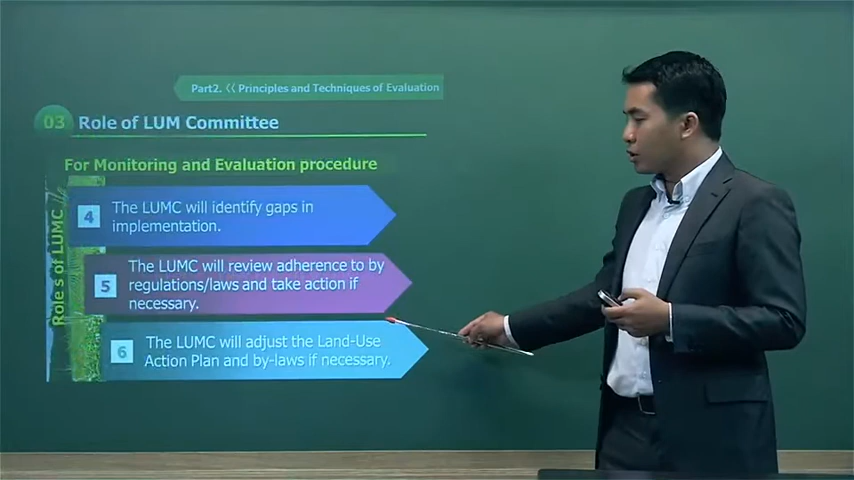 Part2. 《 Principles and Techniques of Evaluation
03 Role of LUM Committee
For Monitoring and Evaluation procedure
Role s of LUMC
4 The LUMC will identify gaps in
implementation.
5 The LUMC will review adherence to by
regulations/laws and take action if
necessary.
6 The LUMC will adjust the Land-Use
Action Plan and by-laws if necessary.